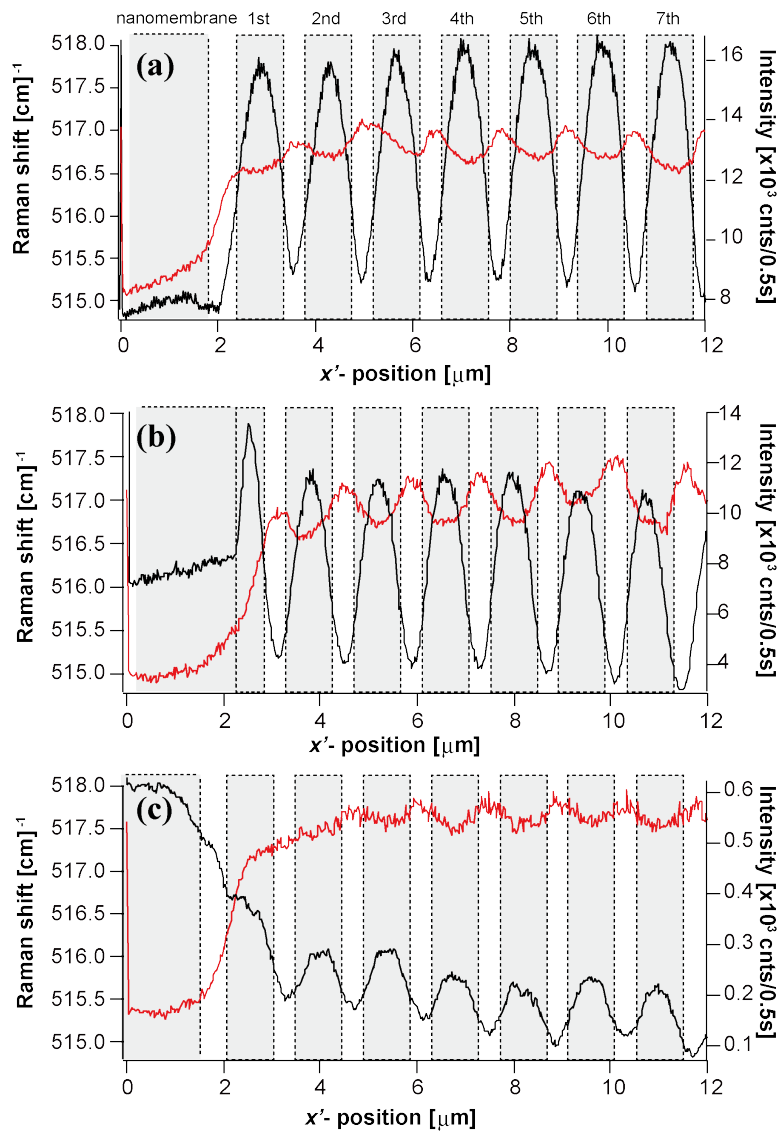 nanomembrane 1st 2nd 3rd 4th 5th 6th 7th
(a)
Raman shift [cm]-1
518.0
517.5
517.0
516.5
516.0
515.5
515.0
16
14
12
10
8
Intensity [x10³ cnts/0.5s]
0 2 4 6 8 10 12
x'- position [μm]
(b)
Raman shift [cm]-1
518.0
517.5
517.0
516.5
516.0
515.5
515.0
14
12
10
8
6
4
Intensity [x10³ cnts/0.5s]
0 2 4 6 8 10 12
x'- position [μm]
(c)
Raman shift [cm]-1
518.0
517.5
517.0
516.5
516.0
515.5
515.0
0.6
0.5
0.4
0.3
0.2
0.1
Intensity [x10³ cnts/0.5s]
0 2 4 6 8 10 12
x'- position [μm]